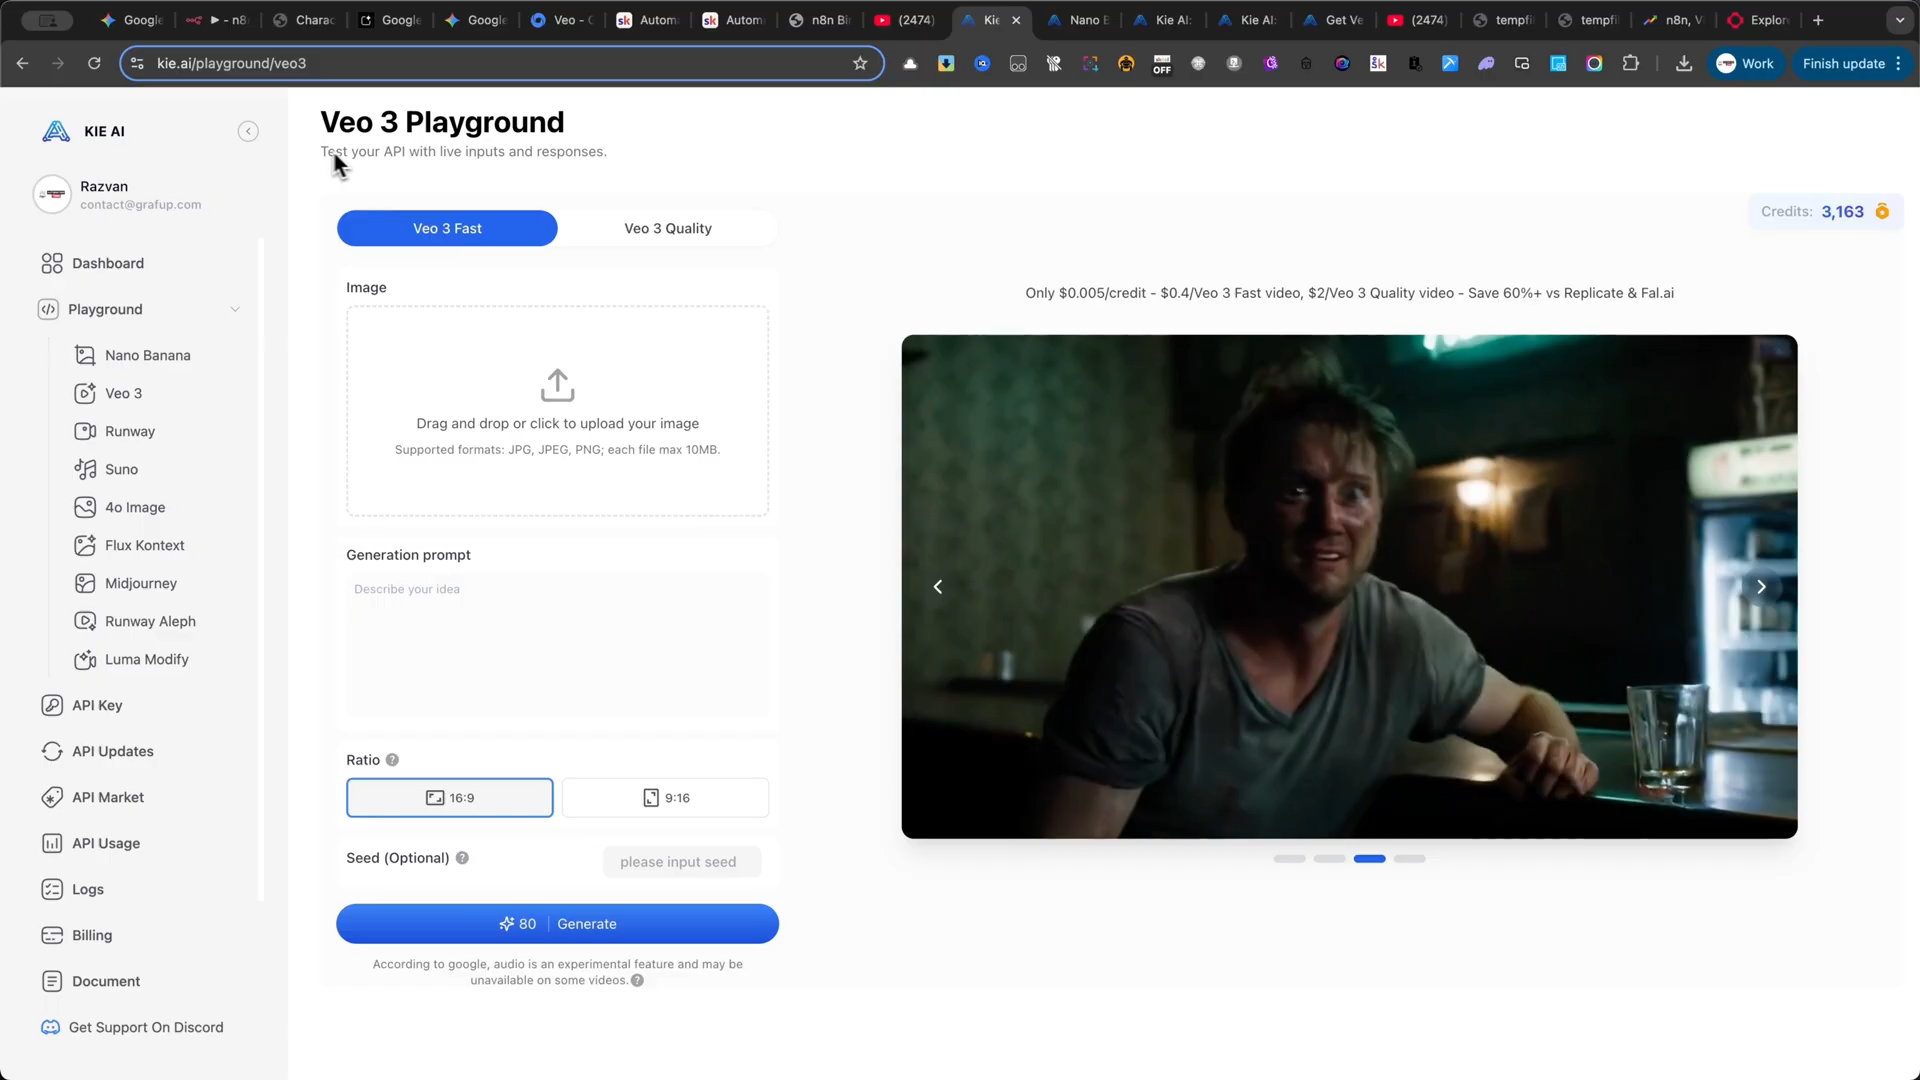 Google
▶ - n8
Charac
Google
Google
Veo - G
Autom
Autom
n8n Bi
(2474)
Kie
Nano B
Kie AI:
Kie AI:
Get Ve
(2474)
tempfi
tempfi
n8n, V
Explor
kie.ai/playground/veo3
OFF
Work
Finish update
KIE AI
Razvan
contact@grafup.com
Dashboard
Playground
Nano Banana
Veo 3
Runway
Suno
4o Image
Flux Kontext
Midjourney
Runway Aleph
Luma Modify
API Key
API Updates
API Market
API Usage
Logs
Billing
Document
Get Support On Discord
Veo 3 Playground
Test your API with live inputs and responses.
Credits: 3,163
Veo 3 Fast
Veo 3 Quality
Image
Drag and drop or click to upload your image
Supported formats: JPG, JPEG, PNG; each file max 10MB.
Generation prompt
Describe your idea
Ratio ?
16:9
9:16
Seed (Optional) ?
please input seed
80 | Generate
According to google, audio is an experimental feature and may be
unavailable on some videos. ?
Only $0.005/credit - $0.4/Veo 3 Fast video, $2/Veo 3 Quality video - Save 60%+ vs Replicate & Fal.ai